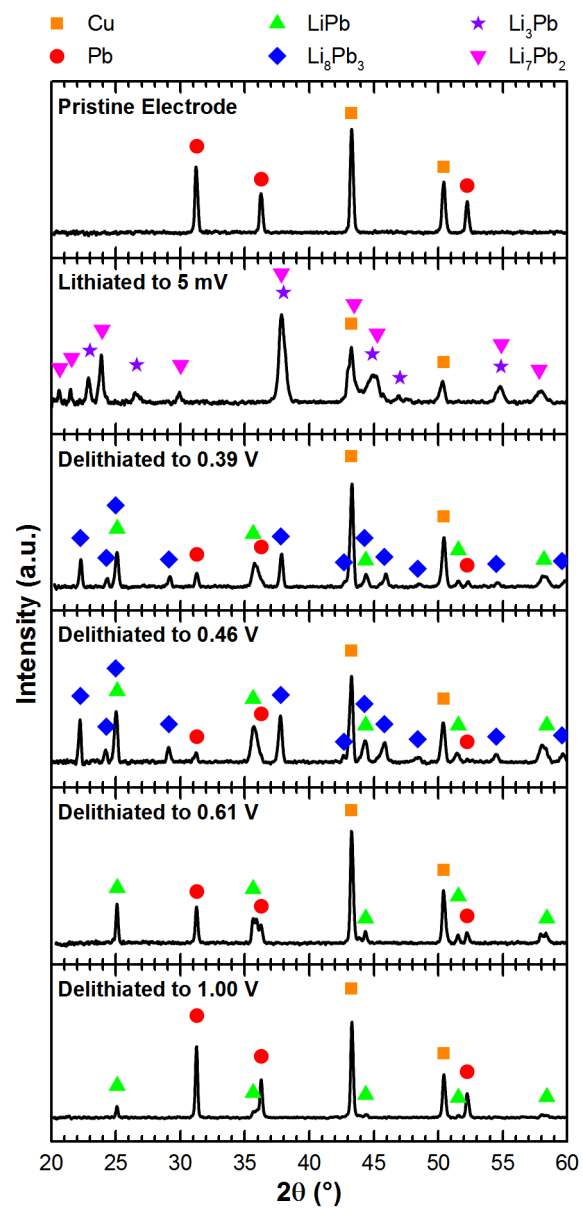 Cu LiPb Li₃Pb
Pb Li₈Pb₃ Li₇Pb₂
Pristine Electrode
Lithiated to 5 mV
Delithiated to 0.39 V
Delithiated to 0.46 V
Delithiated to 0.61 V
Delithiated to 1.00 V
Intensity (a.u.)
20 25 30 35 40 45 50 55 60
2θ (°)